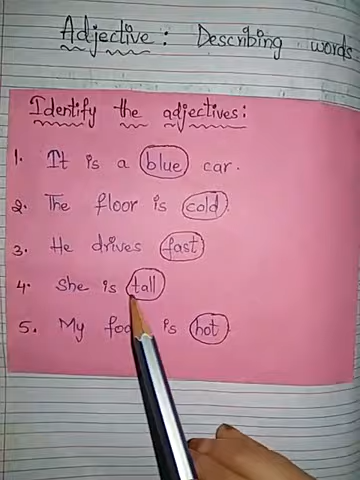 Adjective: Describing words
Identify the adjectives:
1. It is a blue car.
2. The floor is cold.
3. He drives fast
4. She is tall
5. My is hot